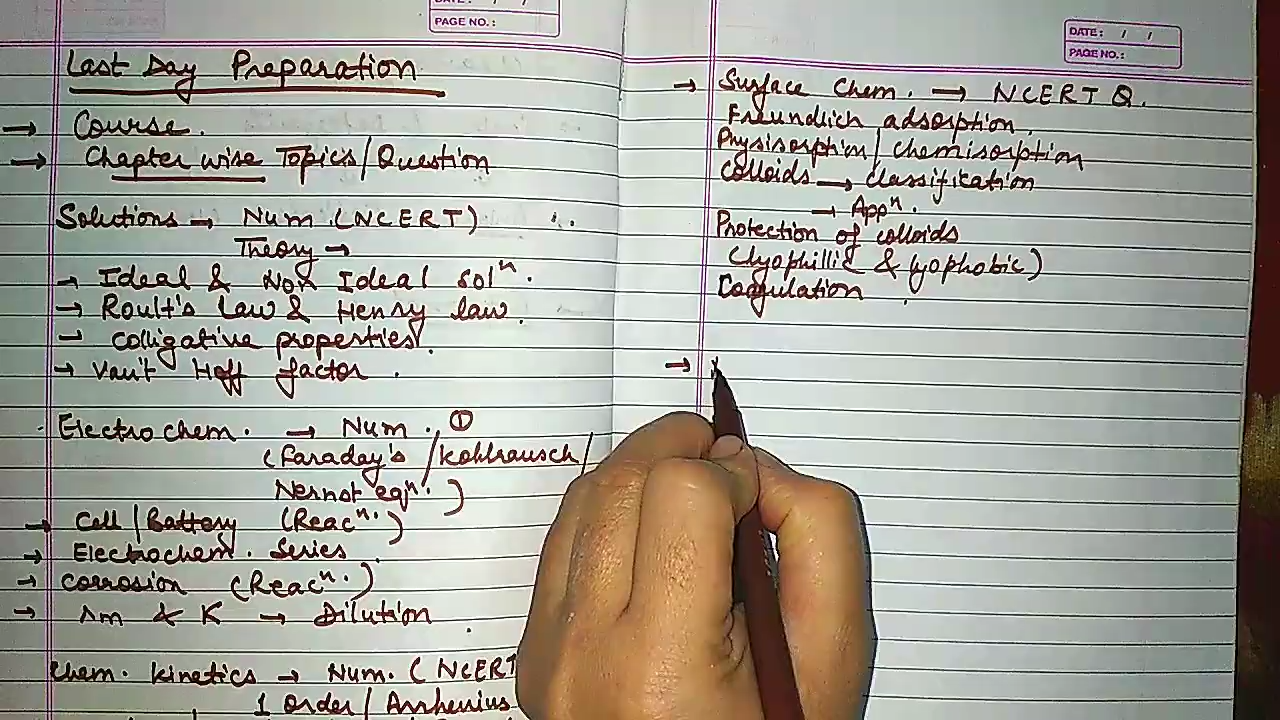 DATE: / /
PAGE NO.:
Last Day Preparation
→ Course.
→ Chapter wise Topics/Question
Solutions → Num.(NCERT)
Theory →
→ Ideal & Non Ideal solⁿ.
→ Roult's Law & Henry law.
→ Colligative properties.
→ Van't Hoff factor.
Electrochem. → Num. ①
(Faraday's /Kohlrausch/
Nernst eqⁿ.)
→ Cell/Battery (Reacⁿ.)
→ Electrochem. Series
→ Corrosion (Reacⁿ.)
→ Λm & K → Dilution.
Chem. Kinetics → Num. (NCERT
1 Order/Arrhenius
DATE: / /
PAGE NO.:
→ Surface Chem. → NCERT Q.
Freundlich adsorption.
Physisorption/Chemisorption
Colloids → classification
→ Appⁿ.
Protection of colloids
(lyophillic & lyophobic)
Coagulation.
→